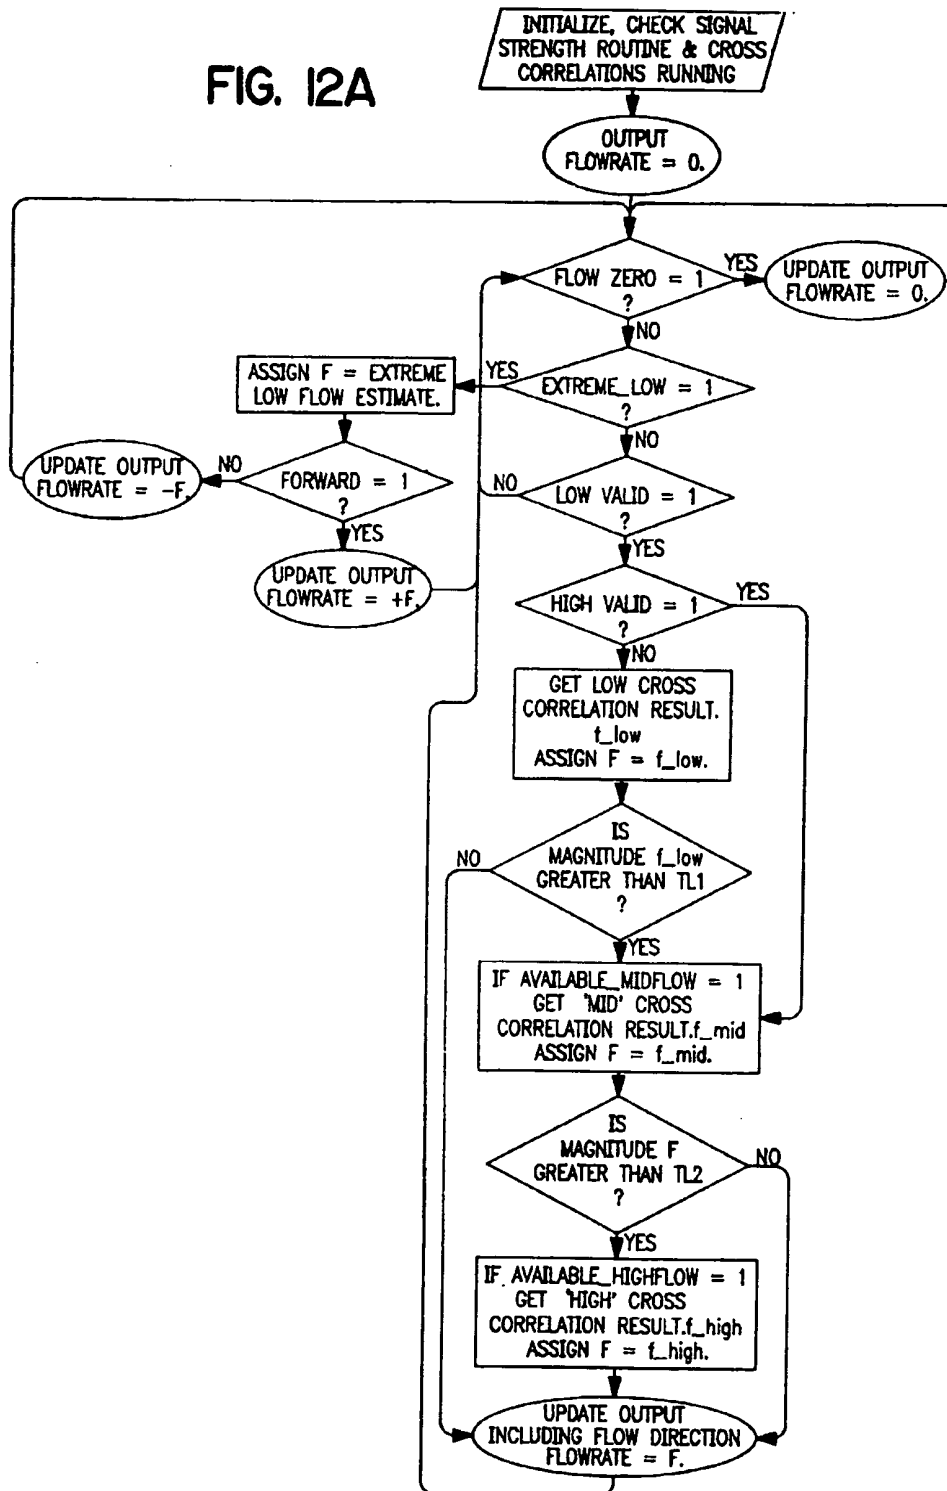 FIG. 12A
INITIALIZE, CHECK SIGNAL
STRENGTH ROUTINE & CROSS
CORRELATIONS RUNNING
OUTPUT
FLOWRATE = 0.
FLOW ZERO = 1
?
YES
UPDATE OUTPUT
FLOWRATE = 0.
NO
EXTREME_LOW = 1
?
YES
ASSIGN F = EXTREME
LOW FLOW ESTIMATE.
FORWARD = 1
?
NO
UPDATE OUTPUT
FLOWRATE = -F.
YES
UPDATE OUTPUT
FLOWRATE = +F.
NO
LOW VALID = 1
?
NO
YES
HIGH VALID = 1
?
YES
NO
GET LOW CROSS
CORRELATION RESULT.
f_low
ASSIGN F = f_low.
IS
MAGNITUDE f_low
GREATER THAN TL1
?
NO
YES
IF AVAILABLE_MIDFLOW = 1
GET 'MID' CROSS
CORRELATION RESULT.f_mid
ASSIGN F = f_mid.
IS
MAGNITUDE F
GREATER THAN TL2
?
NO
YES
IF AVAILABLE_HIGHFLOW = 1
GET 'HIGH' CROSS
CORRELATION RESULT.f_high
ASSIGN F = f_high.
UPDATE OUTPUT
INCLUDING FLOW DIRECTION
FLOWRATE = F.